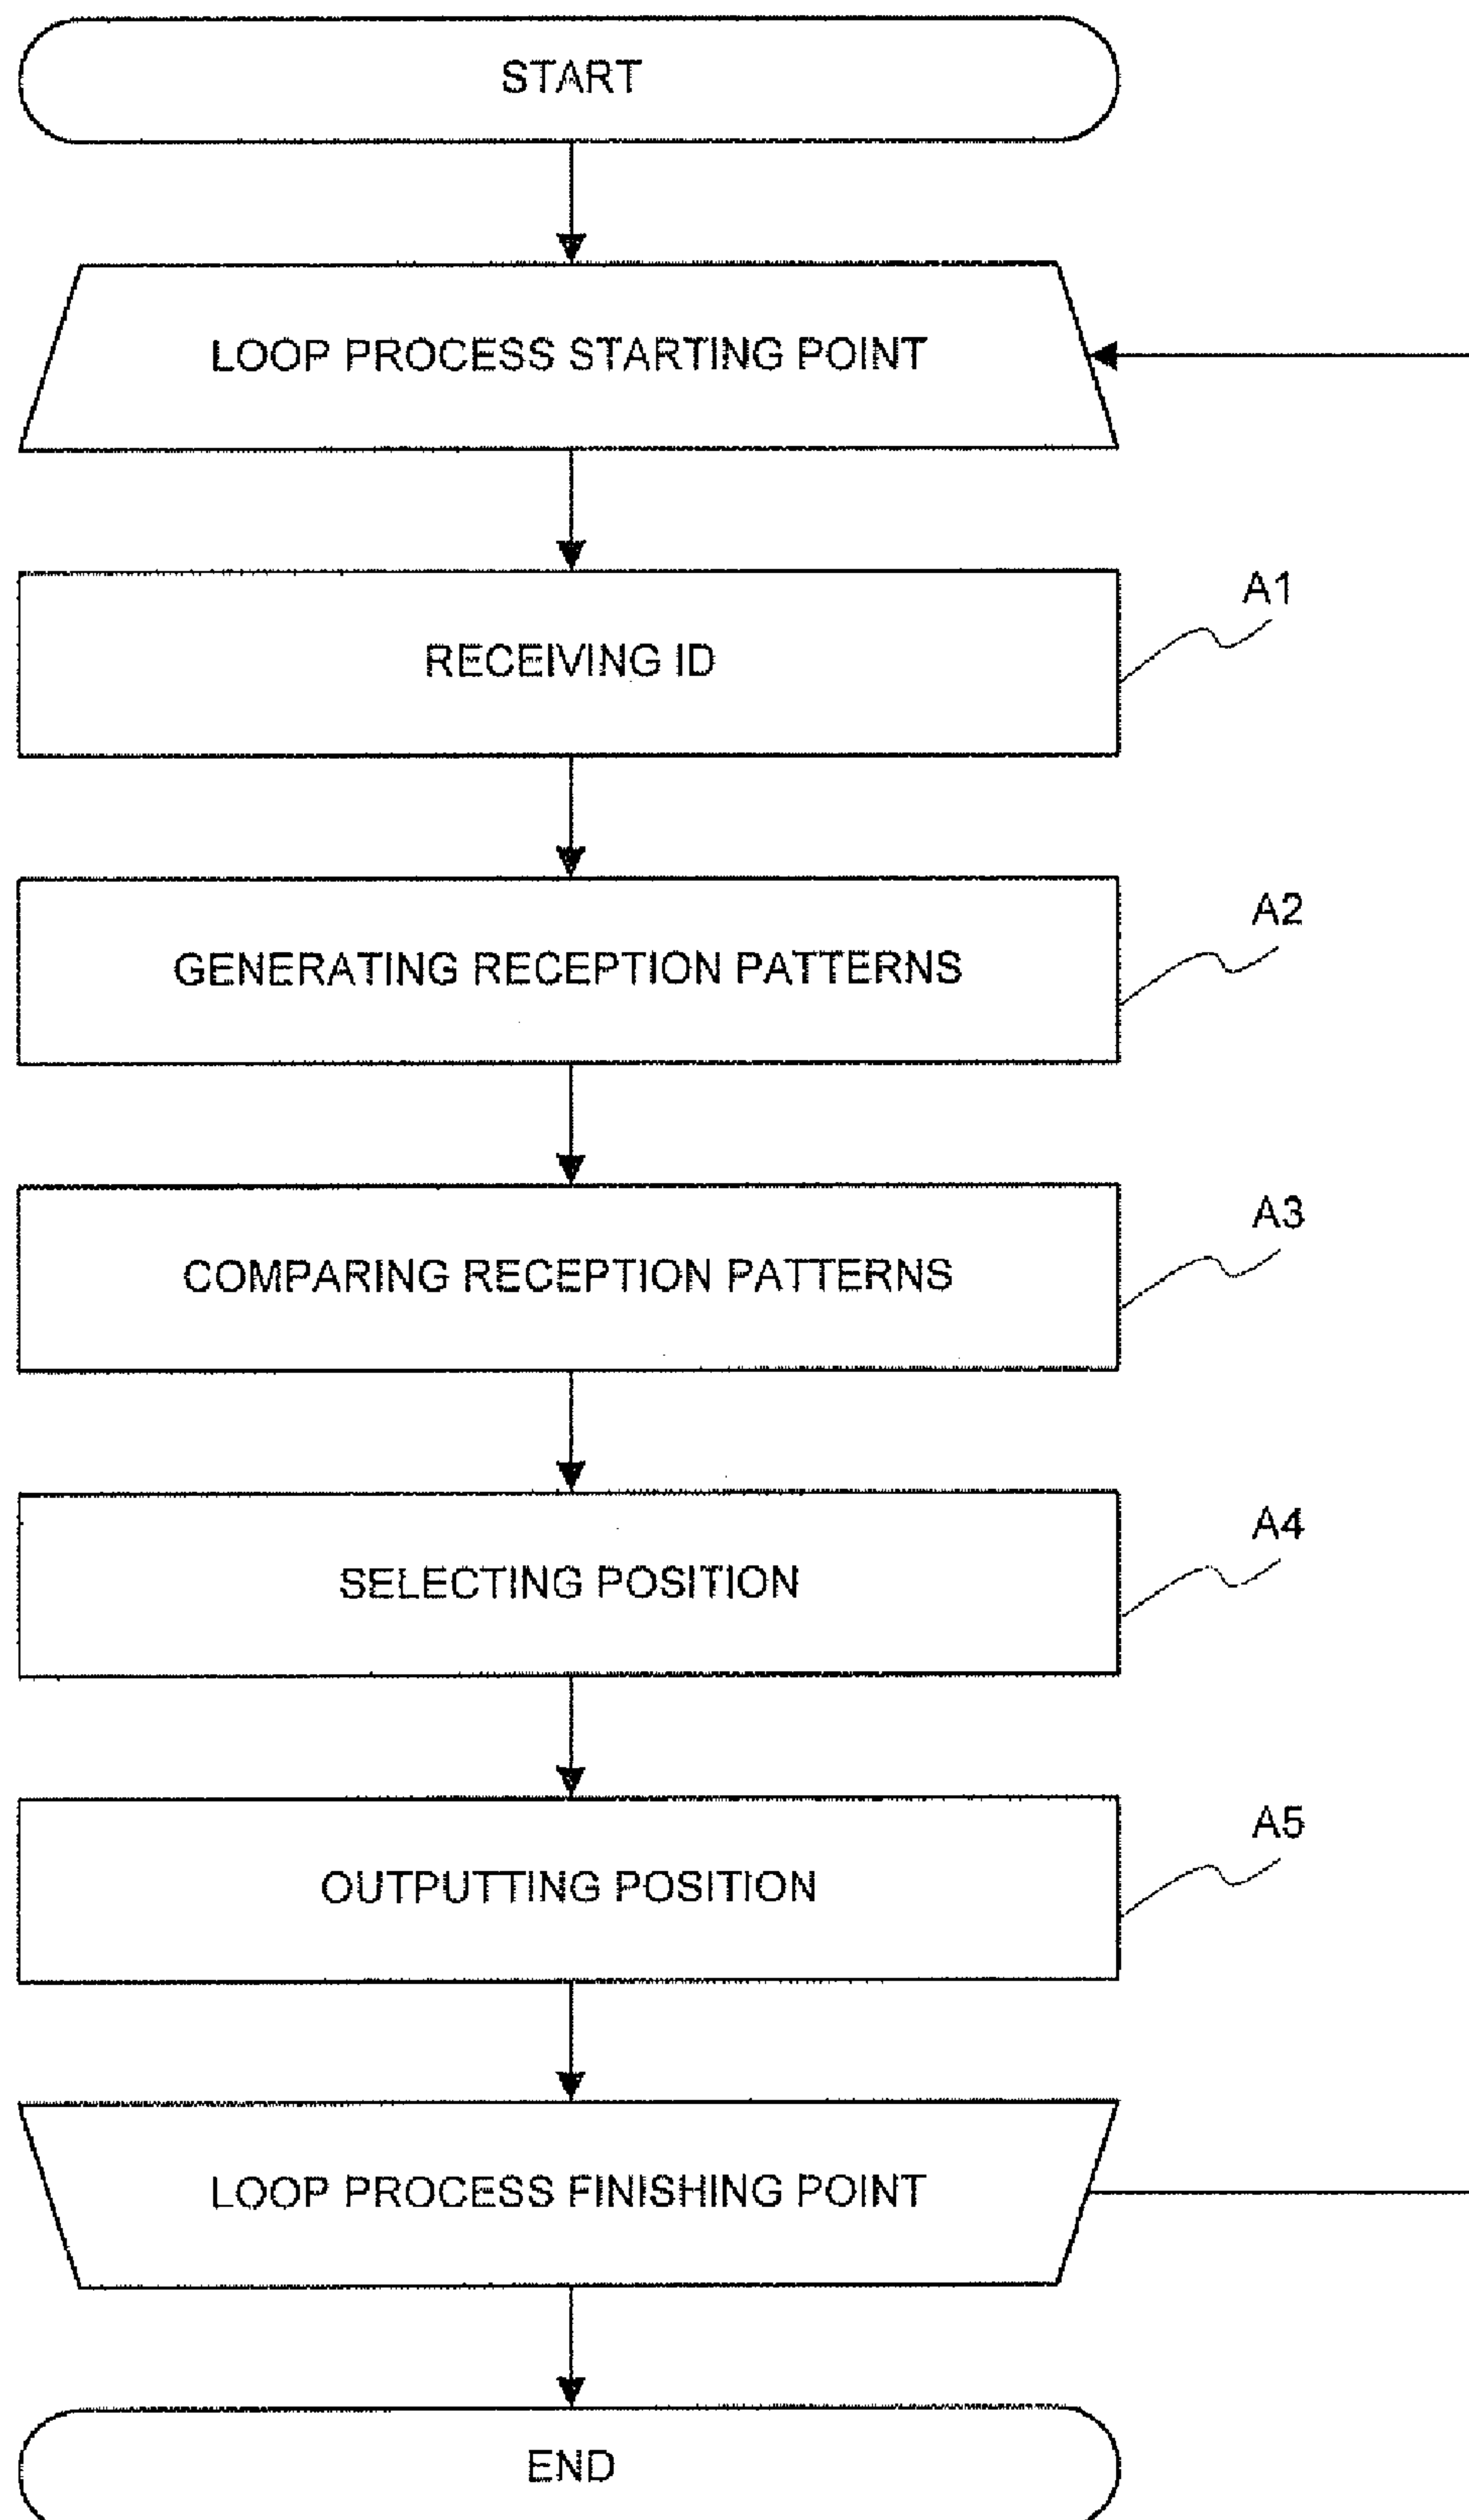 START
LOOP PROCESS STARTING POINT
A1
RECEIVING ID
A2
GENERATING RECEPTION PATTERNS
A3
COMPARING RECEPTION PATTERNS
A4
SELECTING POSITION
A5
OUTPUTTING POSITION
LOOP PROCESS FINISHING POINT
END